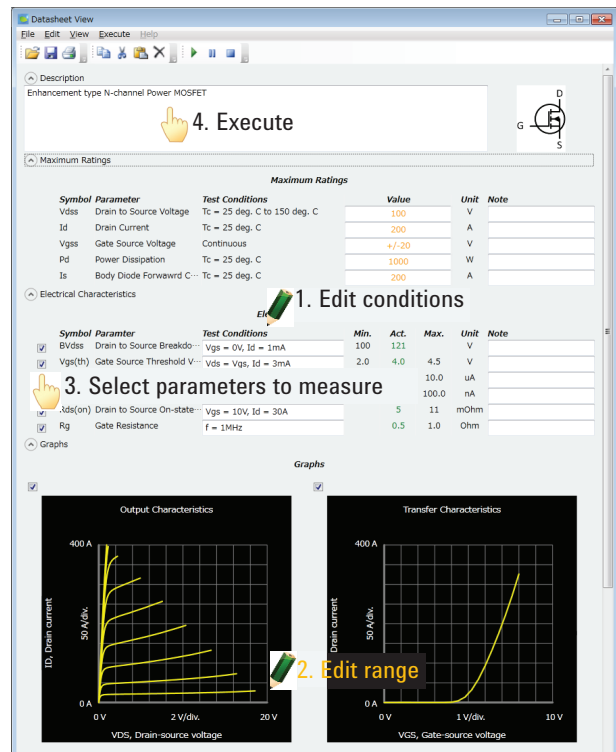 Datasheet View
File Edit View Execute Help
Description
Enhancement type N-channel Power MOSFET
4. Execute
D
G
S
Maximum Ratings
Maximum Ratings
Symbol Parameter Test Conditions Value Unit Note
Vdss Drain to Source Voltage Tc = 25 deg. C to 150 deg. C 100 V
Id Drain Current Tc = 25 deg. C 200 A
Vgss Gate Source Voltage Continuous +/-20 V
Pd Power Dissipation Tc = 25 deg. C 1000 W
Is Body Diode Forwawrd C··· Tc = 25 deg. C 200 A
Electrical Characteristics
1. Edit conditions
Symbol Paramter Test Conditions Min. Act. Max. Unit Note
BVdss Drain to Source Breakdo··· Vgs = 0V, Id = 1mA 100 121 V
Vgs(th) Gate Source Threshold V··· Vds = Vgs, Id = 3mA 2.0 4.0 4.5 V
10.0 uA
3. Select parameters to measure
100.0 nA
Rds(on) Drain to Source On-state··· Vgs = 10V, Id = 30A 5 11 mOhm
Rg Gate Resistance f = 1MHz 0.5 1.0 Ohm
Graphs
Graphs
Output Characteristics
400 A
ID, Drain current
50 A/div.
0 A
0 V 2 V/div. 20 V
VDS, Drain-source voltage
2. Edit range
Transfer Characteristics
400 A
Drain current
50 A/div.
0 A
0 V 1 V/div. 10 V
VGS, Gate-source voltage